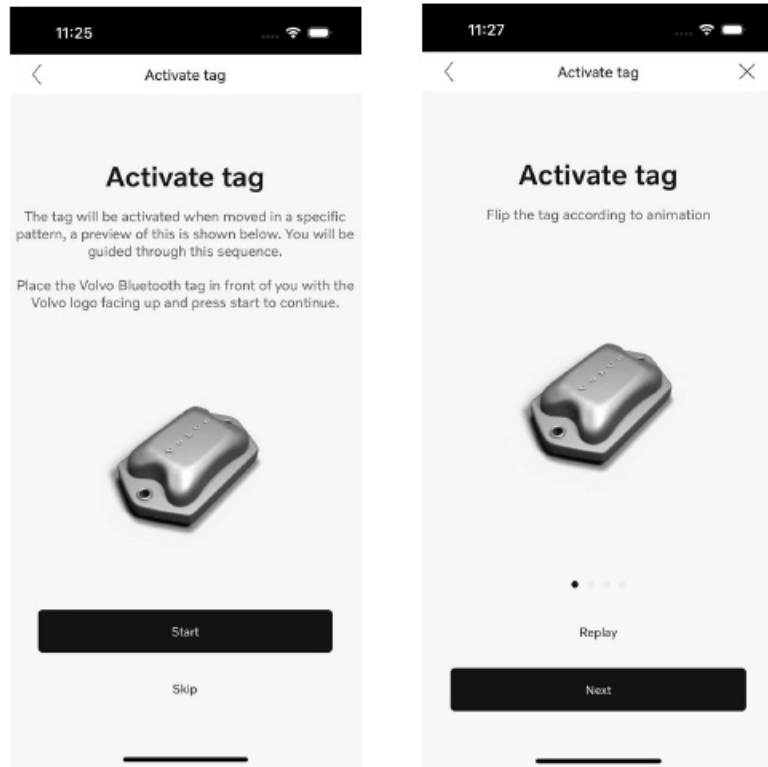 11:25
Activate tag
Activate tag
The tag will be activated when moved in a specific
pattern, a preview of this is shown below. You will be
guided through this sequence.
Place the Volvo Bluetooth tag in front of you with the
Volvo logo facing up and press start to continue.
VOLVO
Start
Skip
11:27
Activate tag
Activate tag
Flip the tag according to animation
VOLVO
Replay
Next